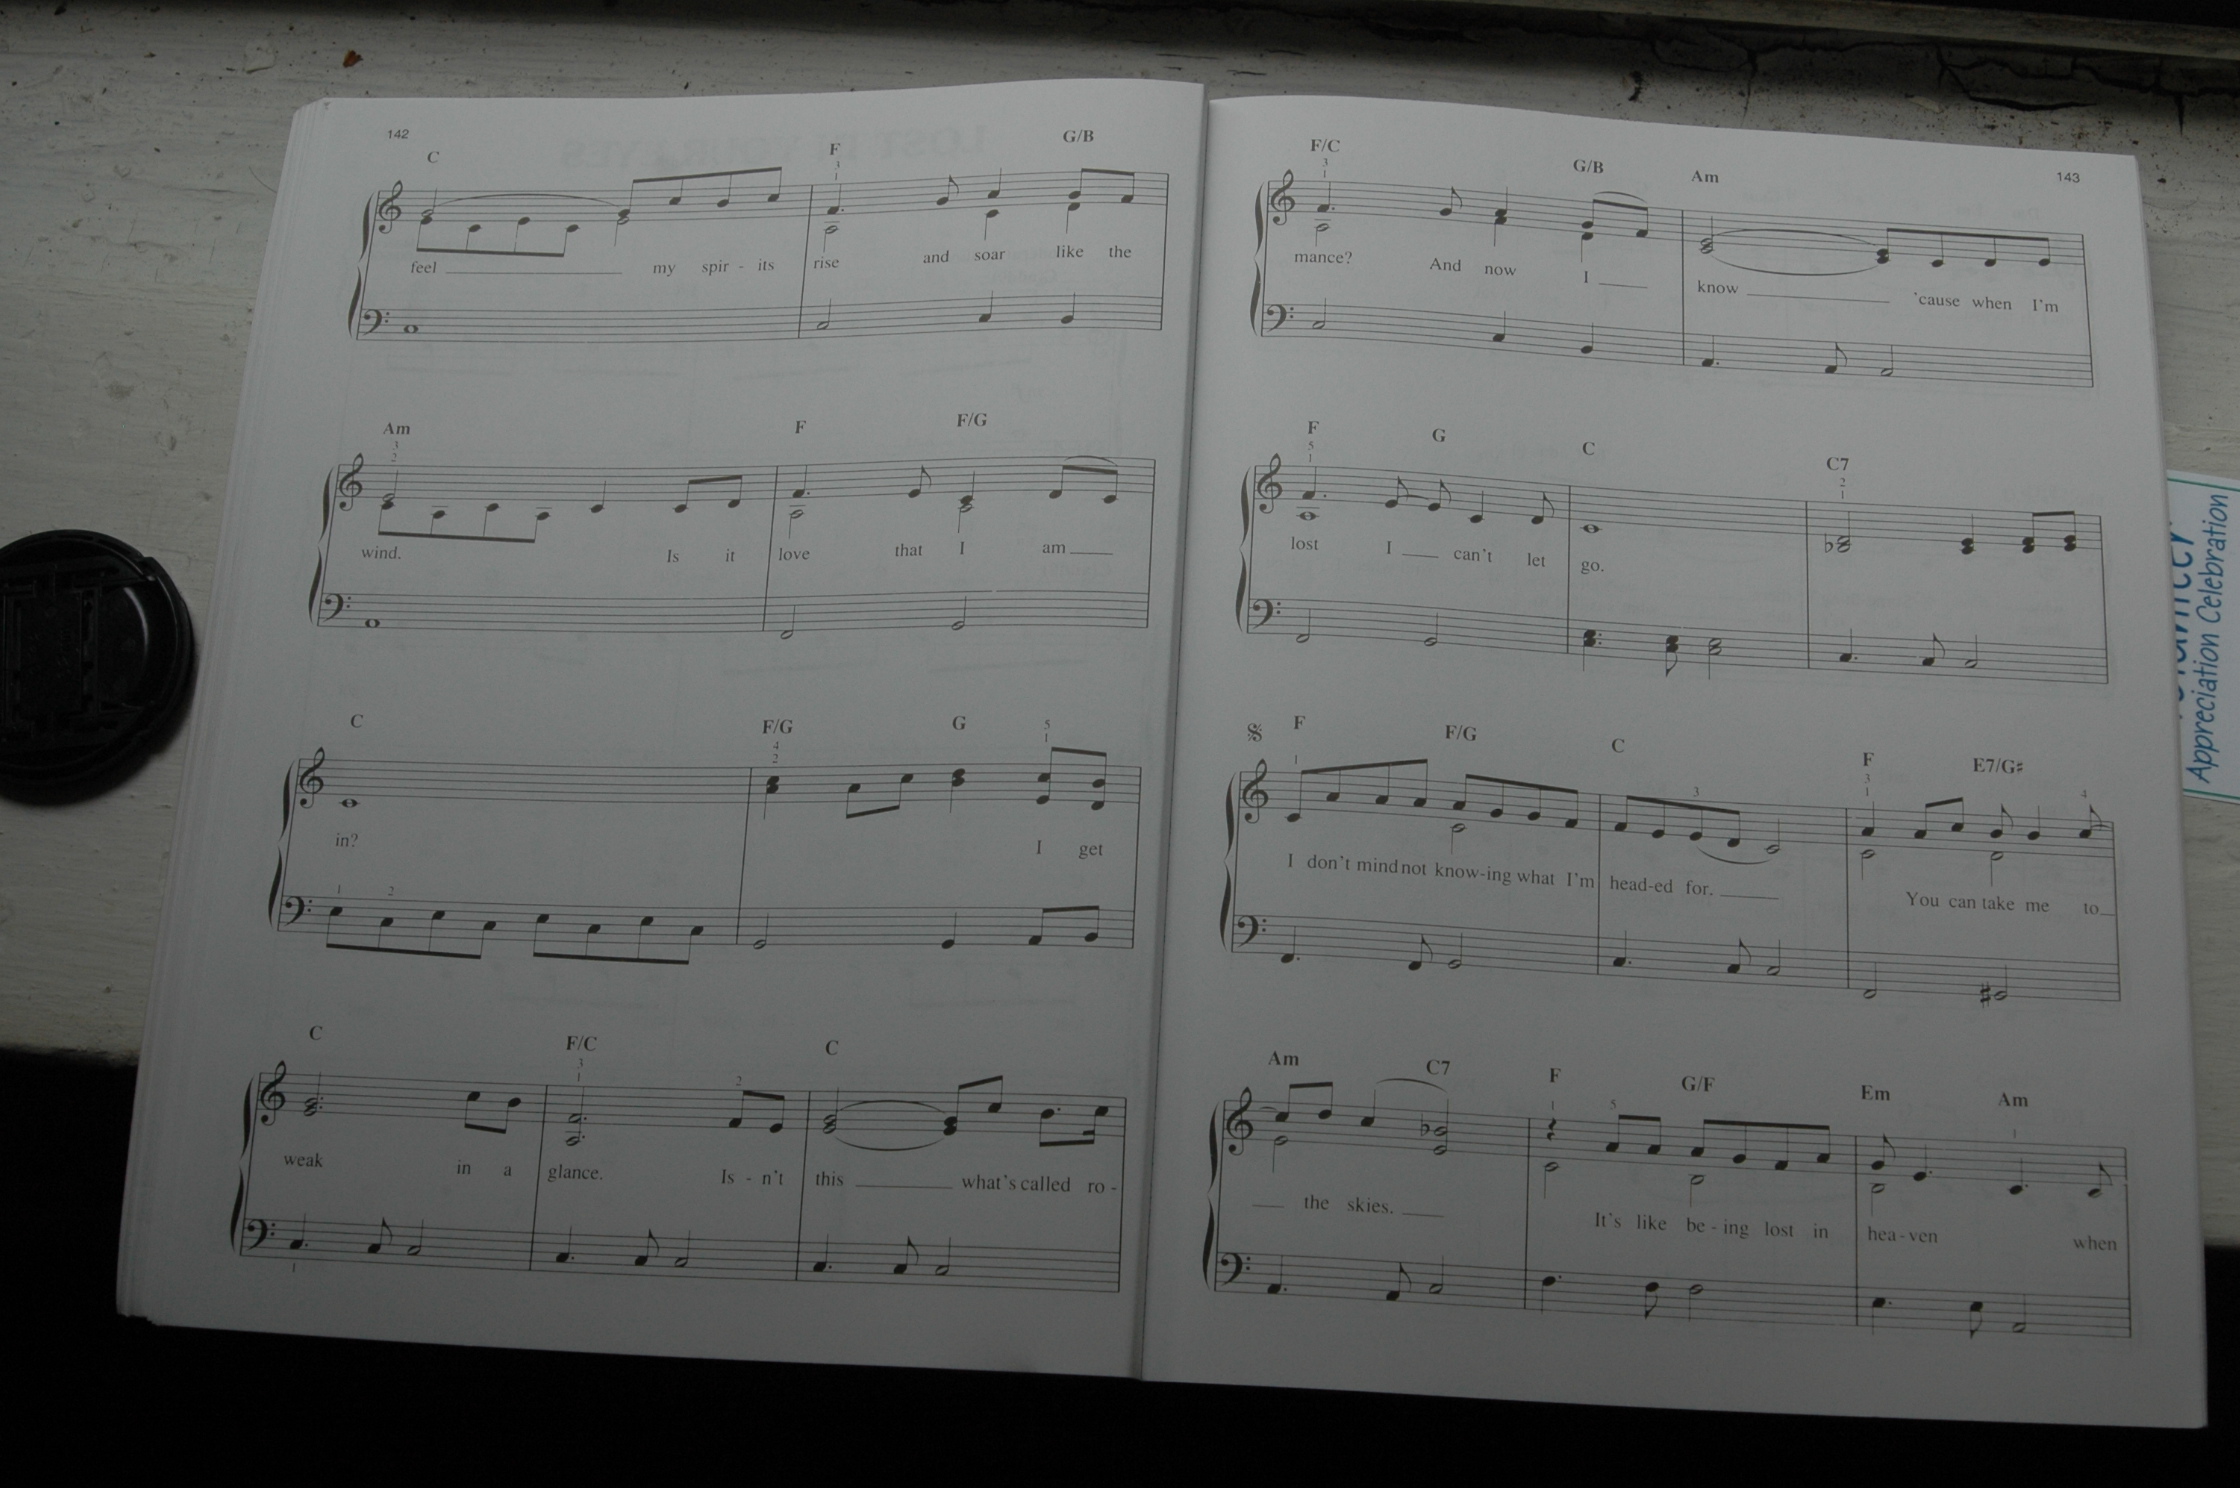 142
C F G/B
feel my spir - its rise and soar like the
Am F F/G
wind. Is it love that I am
C F/G G
in? I get
C F/C C
weak in a glance. Is - n't this what's called ro -
143
F/C G/B Am
mance? And now I know 'cause when I'm
F G C C7
lost I can't let go.
F F/G C F E7/G♯
I don't mind not know-ing what I'm head-ed for. You can take me to
Am C7 F G/F Em Am
the skies. It's like be - ing lost in hea - ven when
Appreciation Celebration